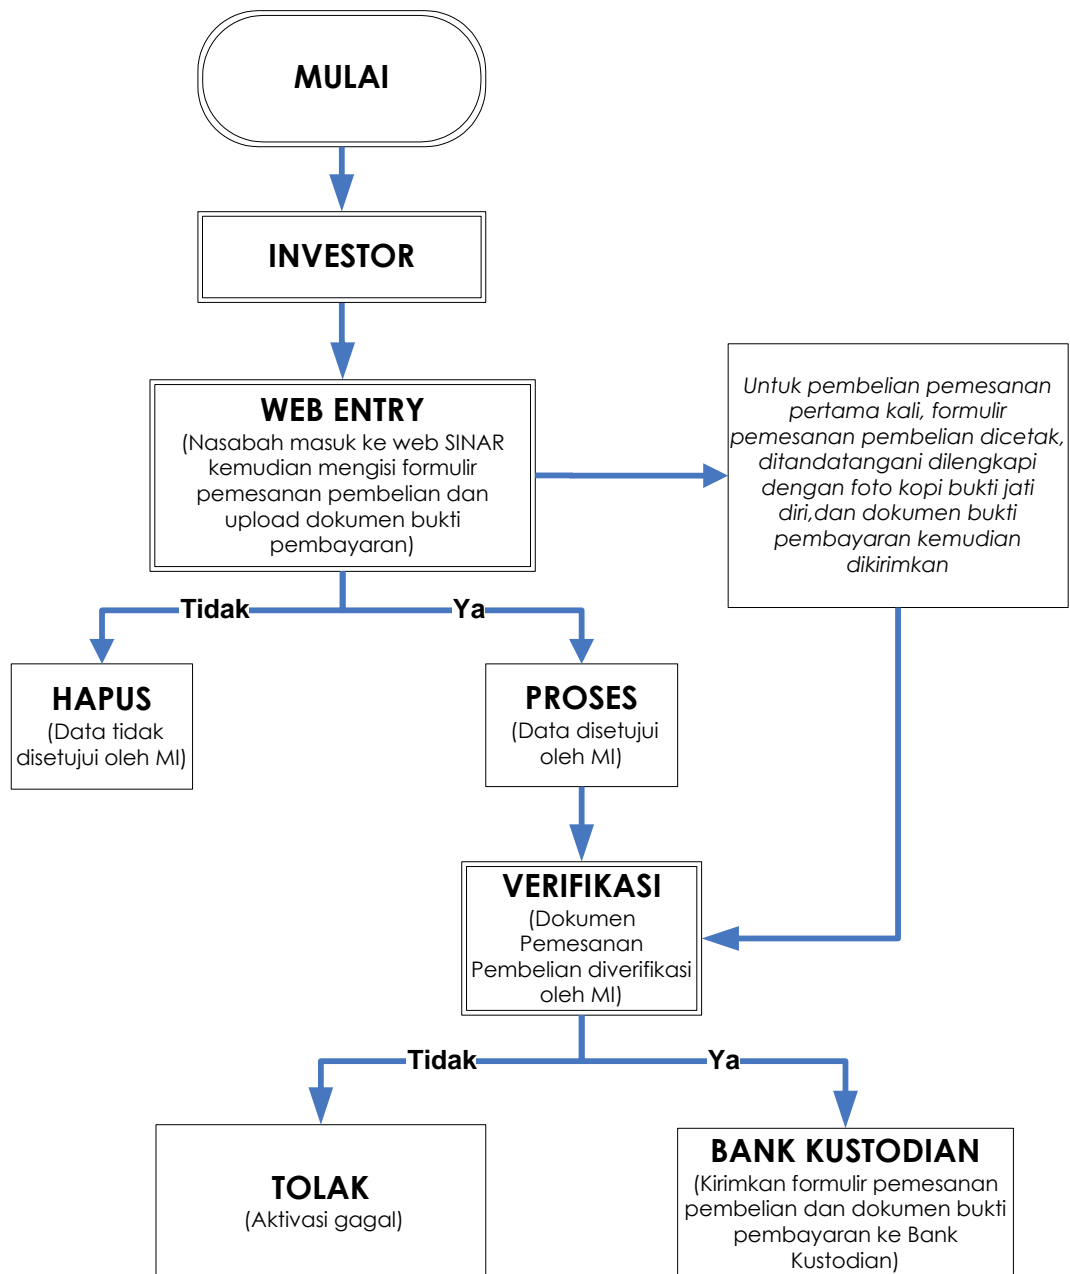 MULAI
INVESTOR
WEB ENTRY
(Nasabah masuk ke web SINAR
kemudian mengisi formulir
pemesanan pembelian dan
upload dokumen bukti
pembayaran)
Untuk pembelian pemesanan
pertama kali, formulir
pemesanan pembelian dicetak,
ditandatangani dilengkapi
dengan foto kopi bukti jati
diri,dan dokumen bukti
pembayaran kemudian
dikirimkan
Tidak
Ya
HAPUS
(Data tidak
disetujui oleh MI)
PROSES
(Data disetujui
oleh MI)
VERIFIKASI
(Dokumen
Pemesanan
Pembelian diverifikasi
oleh MI)
Tidak
Ya
TOLAK
(Aktivasi gagal)
BANK KUSTODIAN
(Kirimkan formulir pemesanan
pembelian dan dokumen bukti
pembayaran ke Bank
Kustodian)